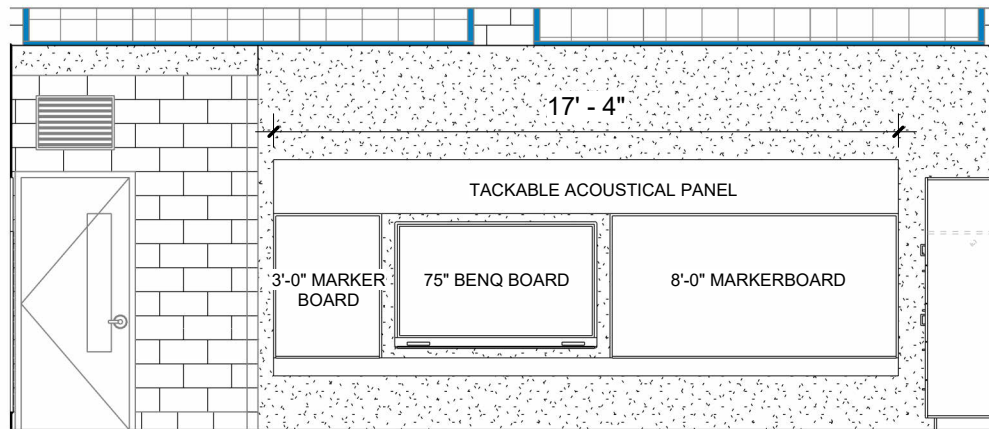 17' - 4"
TACKABLE ACOUSTICAL PANEL
3'-0" MARKER
BOARD
75" BENQ BOARD
8'-0" MARKERBOARD